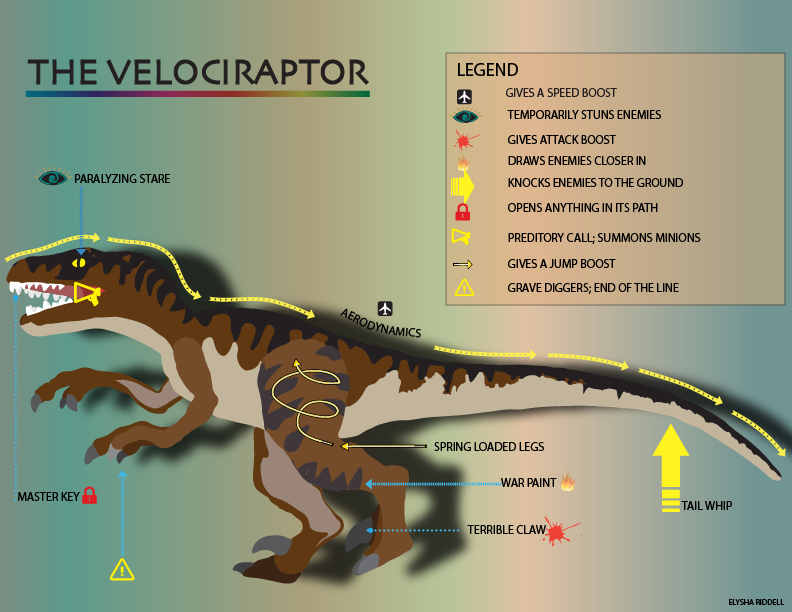 THE VELOCIRAPTOR
LEGEND
GIVES A SPEED BOOST
TEMPORARILY STUNS ENEMIES
GIVES ATTACK BOOST
DRAWS ENEMIES CLOSER IN
KNOCKS ENEMIES TO THE GROUND
OPENS ANYTHING IN ITS PATH
PREDITORY CALL; SUMMONS MINIONS
GIVES A JUMP BOOST
GRAVE DIGGERS; END OF THE LINE
PARALYZING STARE
AERODYNAMICS
SPRING LOADED LEGS
WAR PAINT
MASTER KEY
TAIL WHIP
TERRIBLE CLAW
ELYSHA RIDDELL